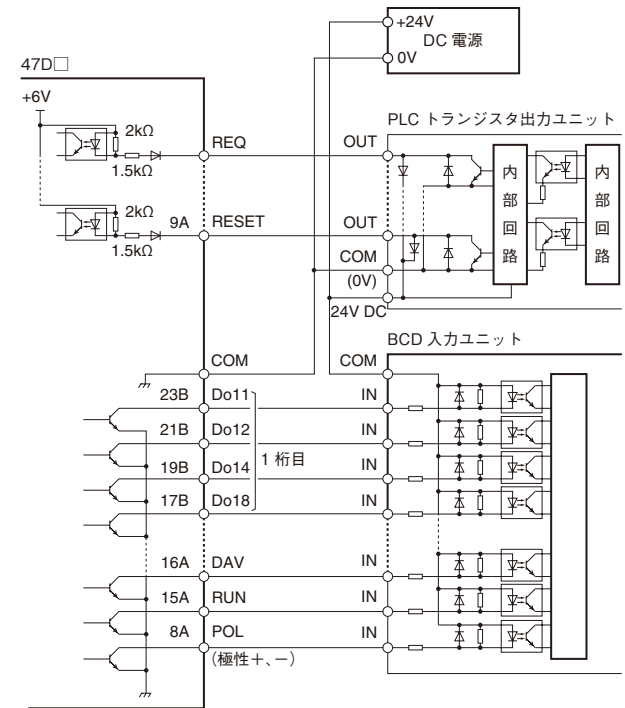 +24V
DC 電源
0V
47D□
+6V
2kΩ
1.5kΩ
REQ
OUT
PLC トランジスタ出力ユニット
内部回路
内部回路
2kΩ
1.5kΩ
9A RESET
OUT
COM
(0V)
24V DC
BCD 入力ユニット
COM
COM
23B Do11
IN
21B Do12
IN
1 桁目
19B Do14
IN
17B Do18
IN
16A DAV
IN
15A RUN
IN
8A POL
IN
(極性+、−)